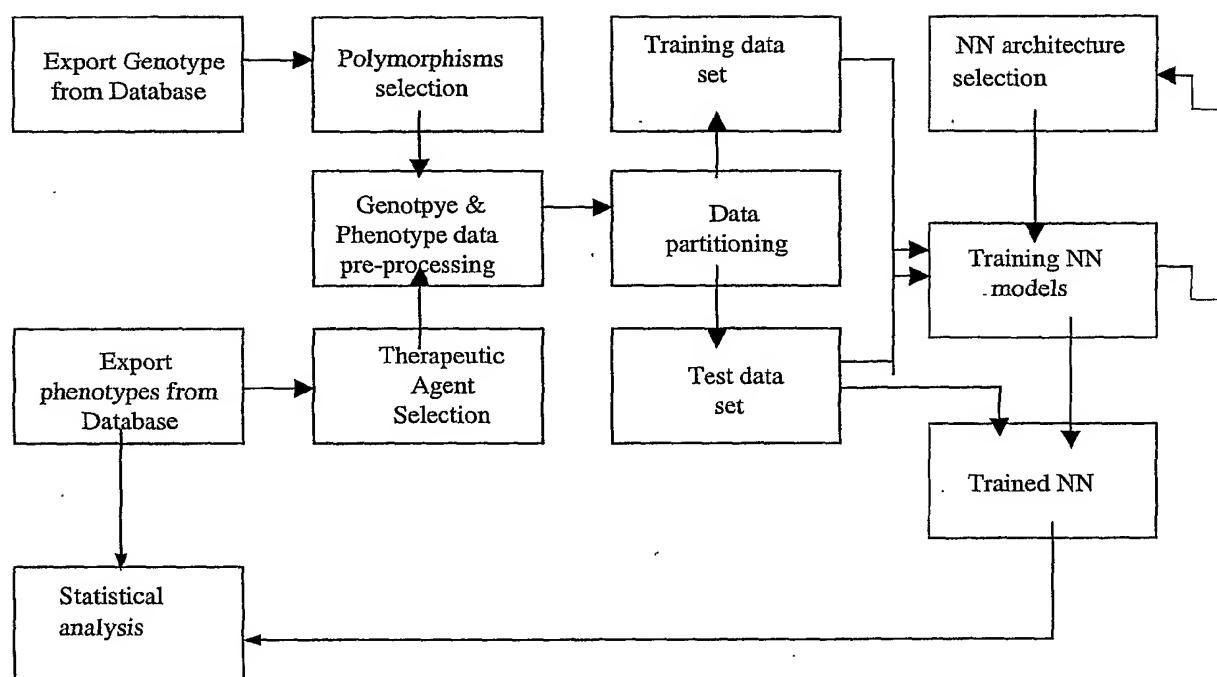 Export Genotype
from Database
Polymorphisms
selection
Training data
set
NN architecture
selection
Genotpye &
Phenotype data
pre-processing
Data
partitioning
Training NN
models
Export
phenotypes from
Database
Therapeutic
Agent
Selection
Test data
set
Trained NN
Statistical
analysis